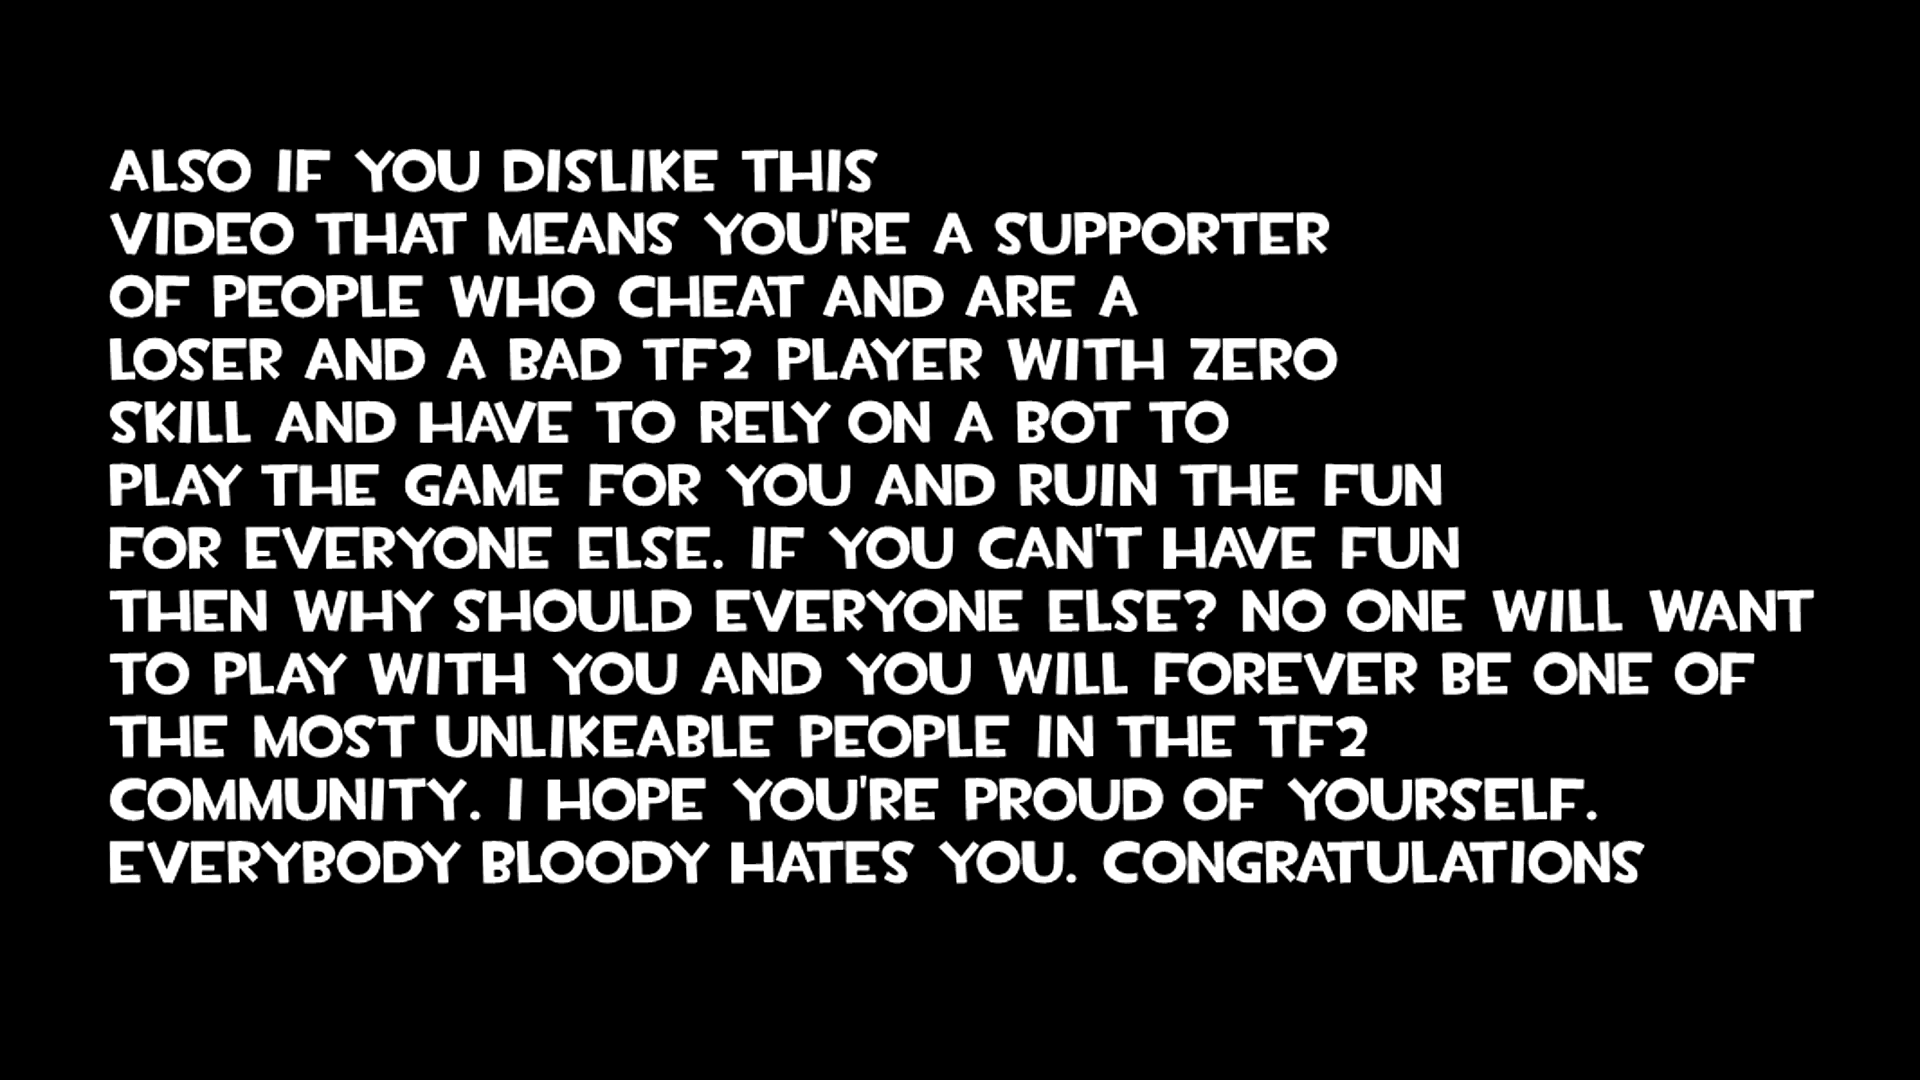 ALSO IF YOU DISLIKE THIS
VIDEO THAT MEANS YOU'RE A SUPPORTER
OF PEOPLE WHO CHEAT AND ARE A
LOSER AND A BAD TF2 PLAYER WITH ZERO
SKILL AND HAVE TO RELY ON A BOT TO
PLAY THE GAME FOR YOU AND RUIN THE FUN
FOR EVERYONE ELSE. IF YOU CAN'T HAVE FUN
THEN WHY SHOULD EVERYONE ELSE? NO ONE WILL WANT
TO PLAY WITH YOU AND YOU WILL FOREVER BE ONE OF
THE MOST UNLIKEABLE PEOPLE IN THE TF2
COMMUNITY. I HOPE YOU'RE PROUD OF YOURSELF.
EVERYBODY BLOODY HATES YOU. CONGRATULATIONS